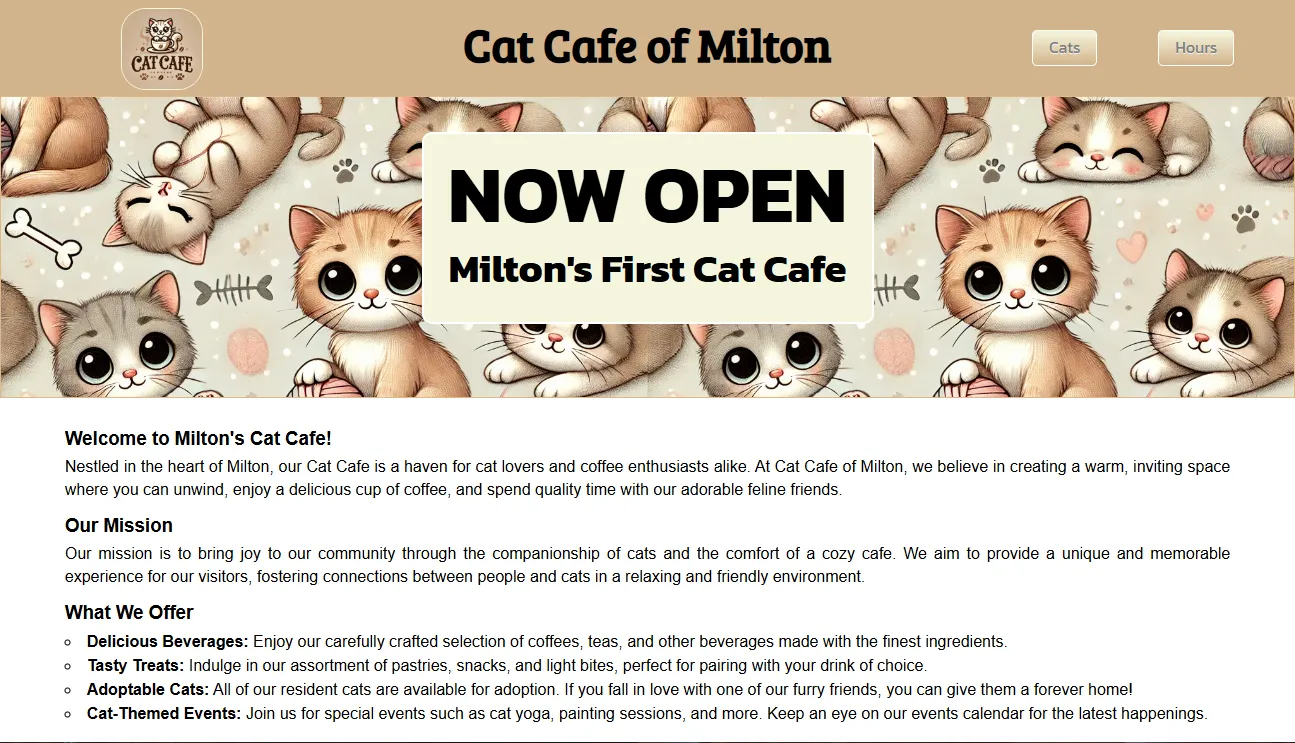 CAT CAFE
Cat Cafe of Milton
Cats
Hours
NOW OPEN
Milton's First Cat Cafe
Welcome to Milton's Cat Cafe!
Nestled in the heart of Milton, our Cat Cafe is a haven for cat lovers and coffee enthusiasts alike. At Cat Cafe of Milton, we believe in creating a warm, inviting space
where you can unwind, enjoy a delicious cup of coffee, and spend quality time with our adorable feline friends.
Our Mission
Our mission is to bring joy to our community through the companionship of cats and the comfort of a cozy cafe. We aim to provide a unique and memorable
experience for our visitors, fostering connections between people and cats in a relaxing and friendly environment.
What We Offer
Delicious Beverages: Enjoy our carefully crafted selection of coffees, teas, and other beverages made with the finest ingredients.
Tasty Treats: Indulge in our assortment of pastries, snacks, and light bites, perfect for pairing with your drink of choice.
Adoptable Cats: All of our resident cats are available for adoption. If you fall in love with one of our furry friends, you can give them a forever home!
Cat-Themed Events: Join us for special events such as cat yoga, painting sessions, and more. Keep an eye on our events calendar for the latest happenings.